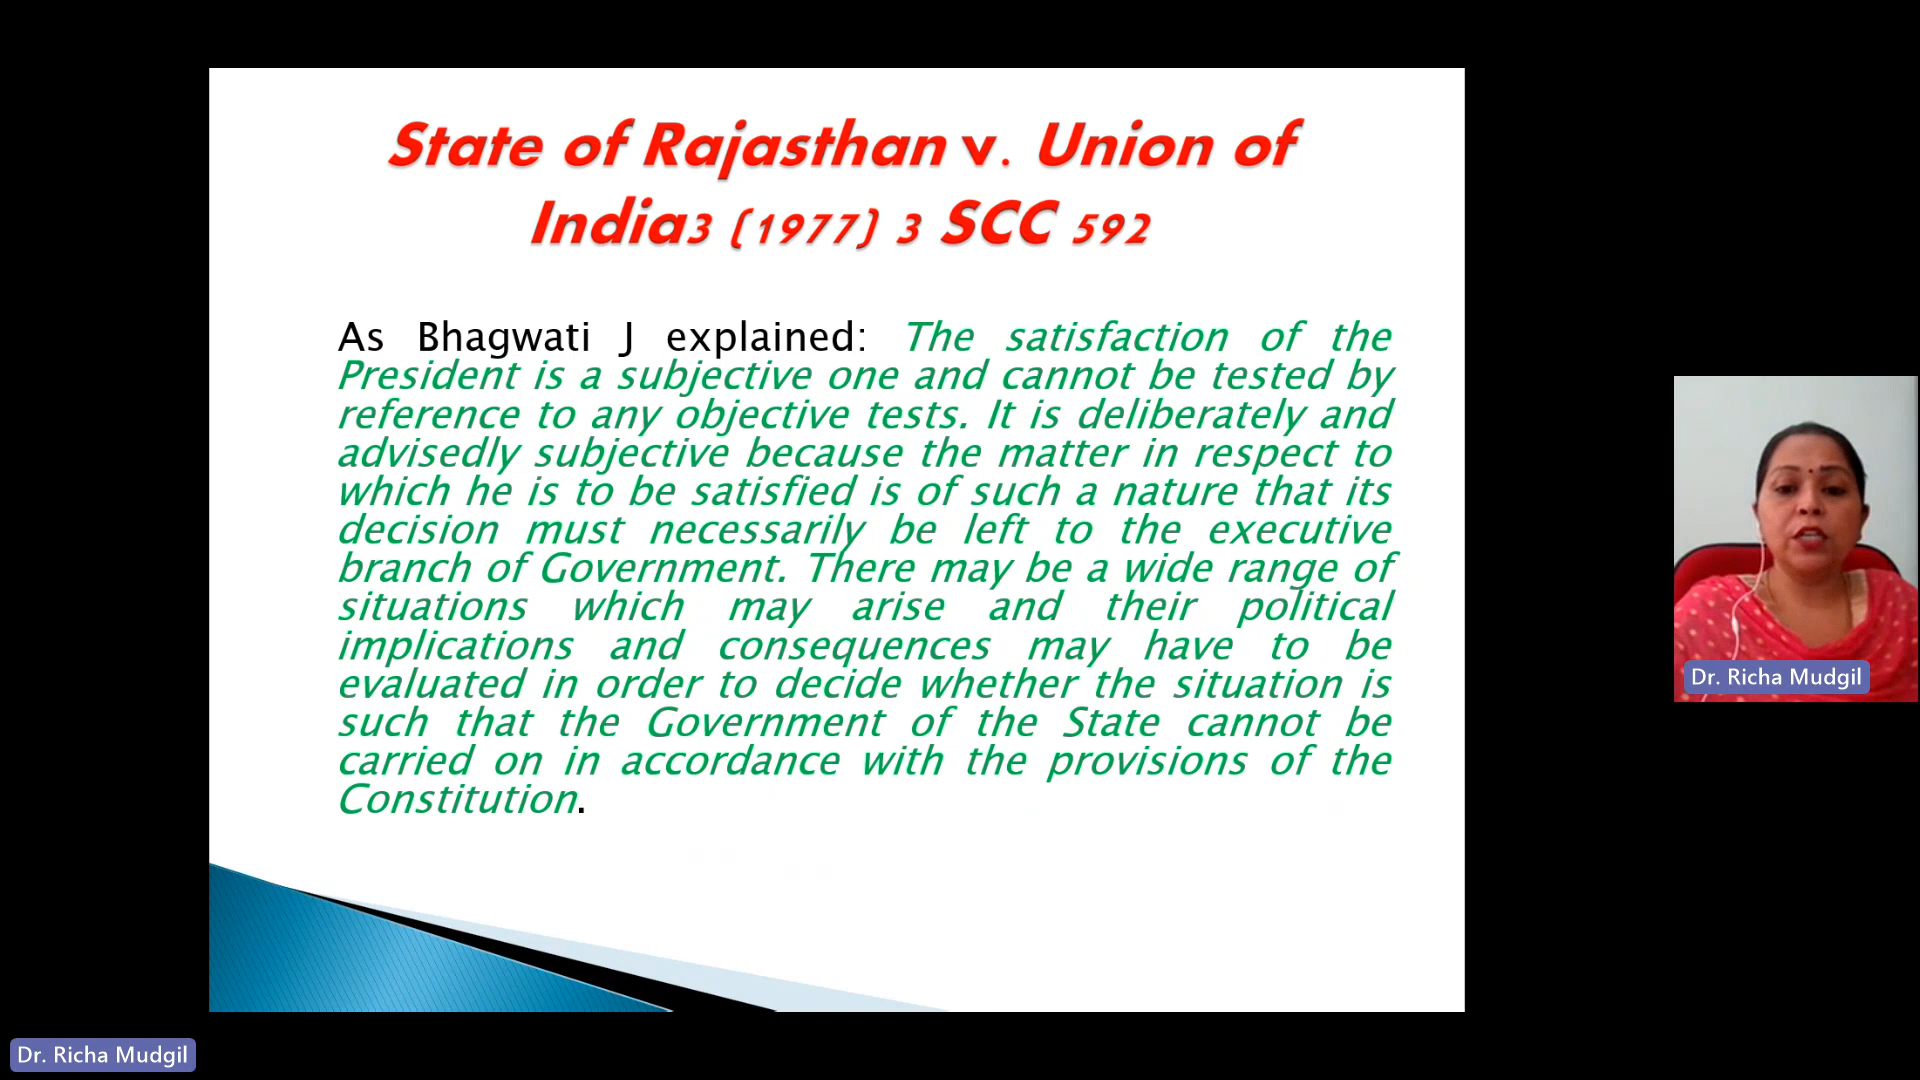 State of Rajasthan v. Union of
India3 (1977) 3 SCC 592
As Bhagwati J explained: The satisfaction of the
President is a subjective one and cannot be tested by
reference to any objective tests. It is deliberately and
advisedly subjective because the matter in respect to
which he is to be satisfied is of such a nature that its
decision must necessarily be left to the executive
branch of Government. There may be a wide range of
situations which may arise and their political
implications and consequences may have to be
evaluated in order to decide whether the situation is
such that the Government of the State cannot be
carried on in accordance with the provisions of the
Constitution.
Dr. Richa Mudgil
Dr. Richa Mudgil